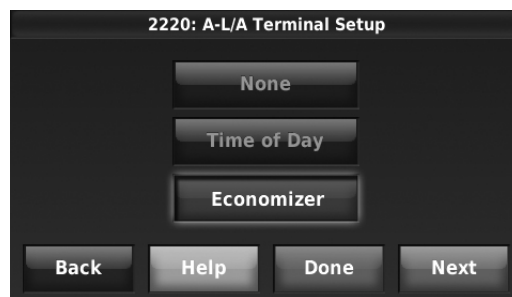 2220: A-L/A Terminal Setup
None
Time of Day
Economizer
Back Help Done Next